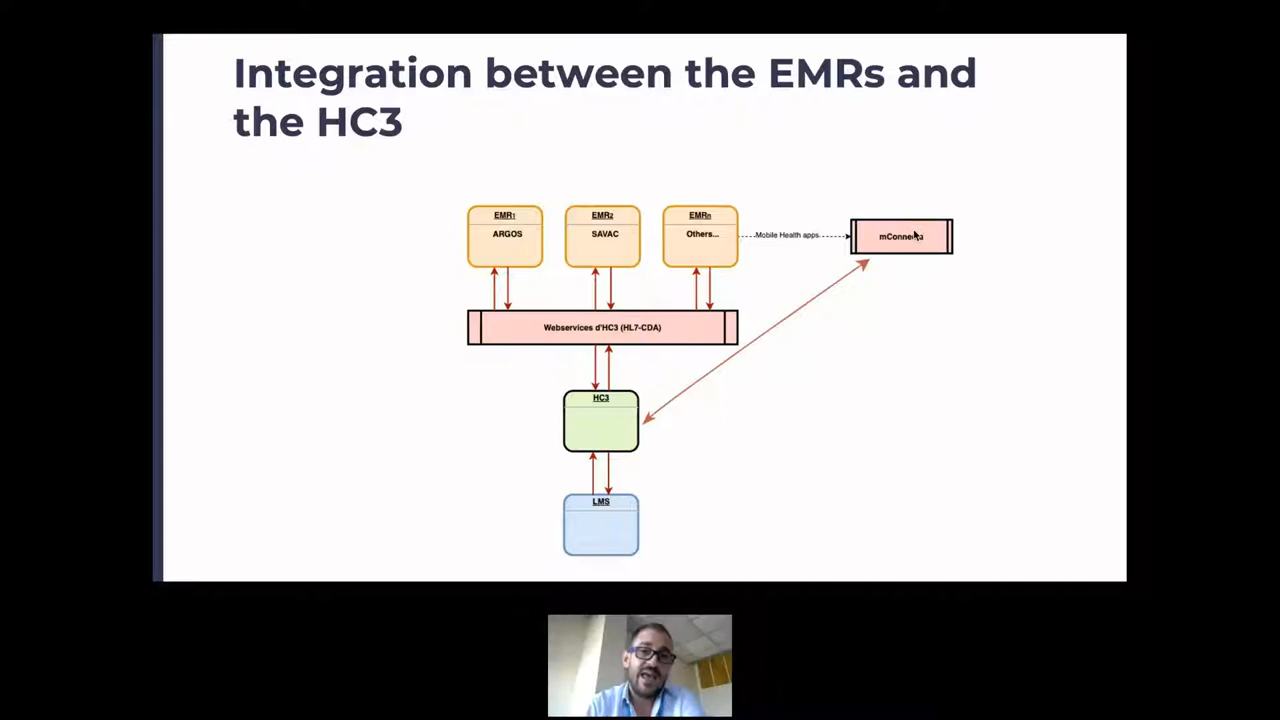 Integration between the EMRs and
the HC3
EMR1
EMR2
EMRn
ARGOS
SAVAC
Others...
Mobile Health apps
Webservices d'HC3 (HL7-CDA)
HC3
LMS